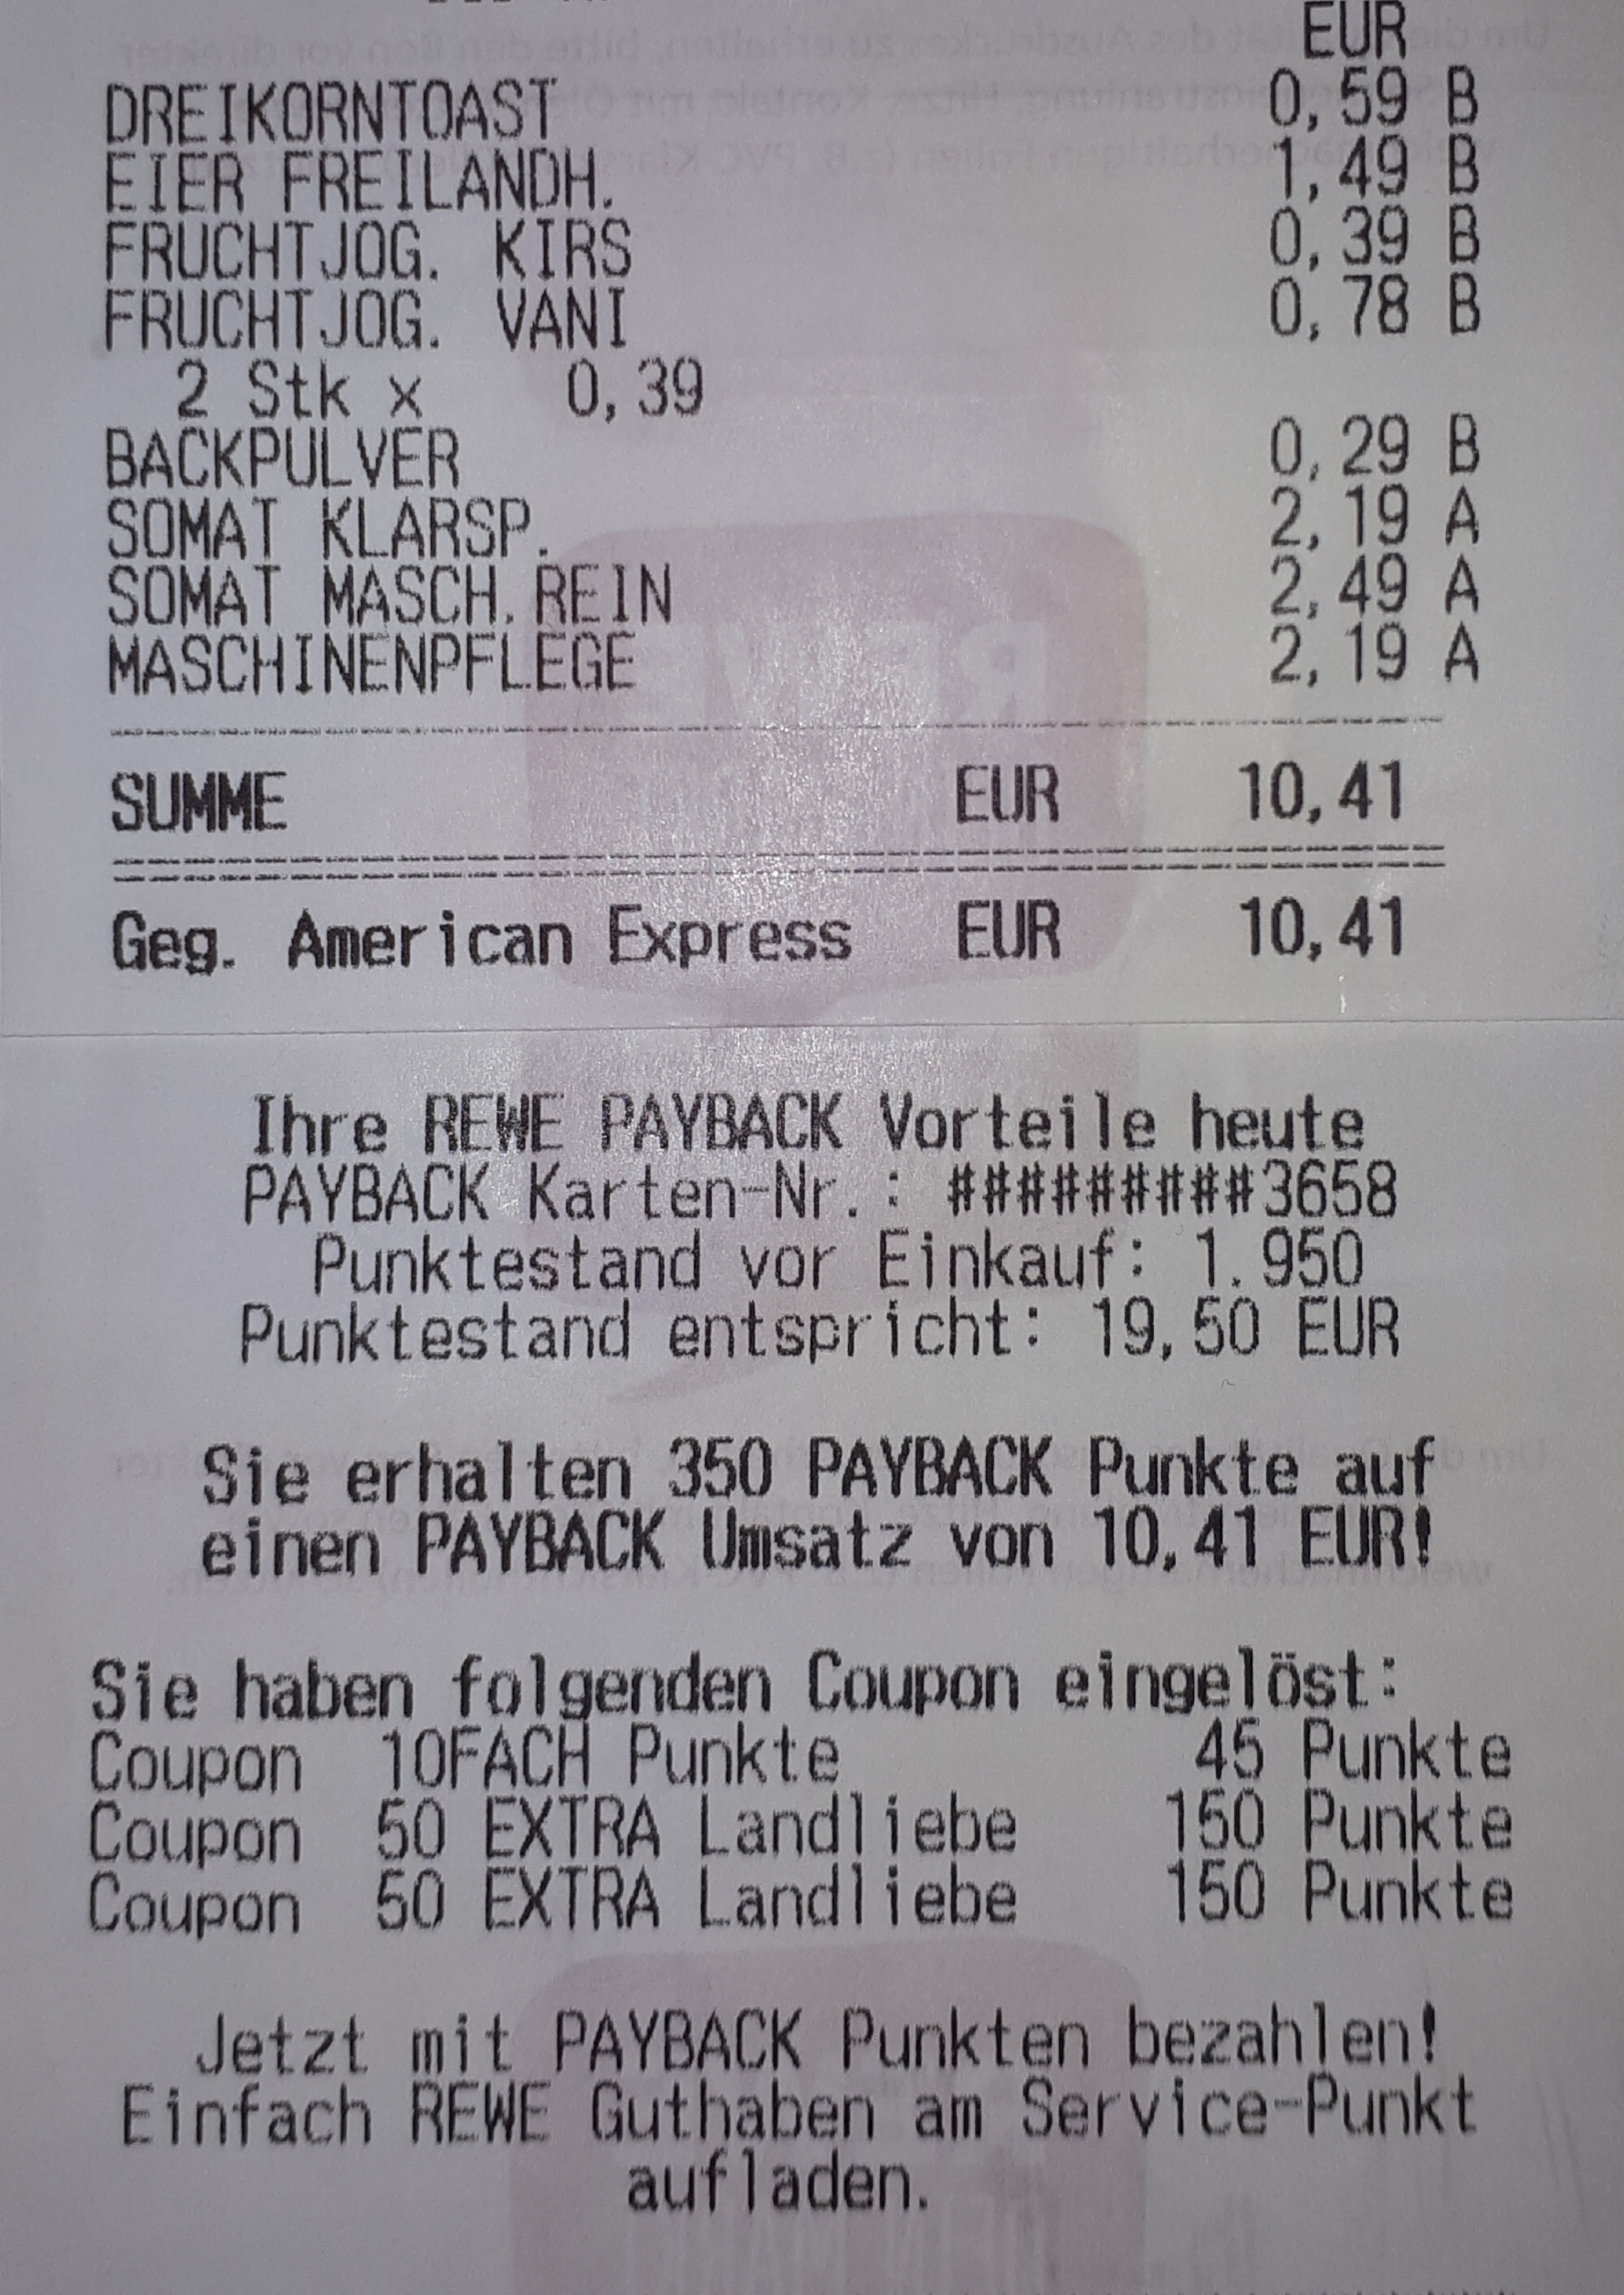 EUR
DREIKORNTOAST 0,59 B
EIER FREILANDH. 1,49 B
FRUCHTJOG. KIRS 0,39 B
FRUCHTJOG. VANI 0,78 B
2 Stk x 0,39
BACKPULVER 0,29 B
SOMAT KLARSP. 2,19 A
SOMAT MASCH.REIN 2,49 A
MASCHINENPFLEGE 2,19 A
SUMME EUR 10,41
Geg. American Express EUR 10,41
Ihre REWE PAYBACK Vorteile heute
PAYBACK Karten-Nr.: #########3658
Punktestand vor Einkauf: 1.950
Punktestand entspricht: 19,50 EUR
Sie erhalten 350 PAYBACK Punkte auf
einen PAYBACK Umsatz von 10,41 EUR!
Sie haben folgenden Coupon eingelöst:
Coupon 10FACH Punkte 45 Punkte
Coupon 50 EXTRA Landliebe 150 Punkte
Coupon 50 EXTRA Landliebe 150 Punkte
Jetzt mit PAYBACK Punkten bezahlen!
Einfach REWE Guthaben am Service-Punkt
aufladen.